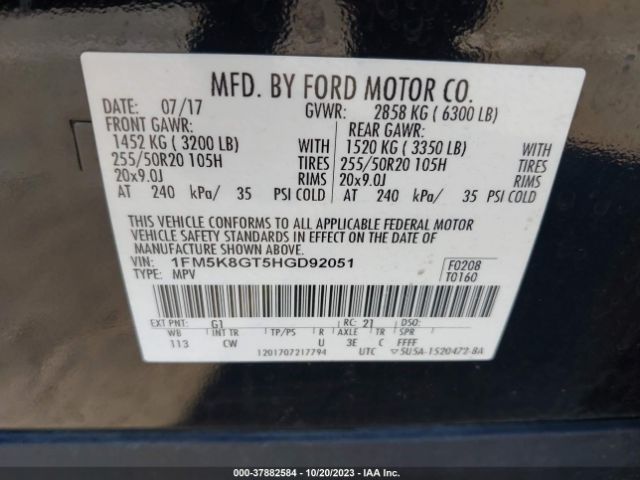 MFD. BY FORD MOTOR CO.
DATE: 07/17 GVWR: 2858 KG ( 6300 LB)
FRONT GAWR: REAR GAWR:
1452 KG ( 3200 LB) WITH 1520 KG ( 3350 LB) WITH
255/50R20 105H TIRES 255/50R20 105H TIRES
20x9.0J RIMS 20x9.0J RIMS
AT 240 kPa/ 35 PSI COLD AT 240 kPa/ 35 PSI COLD
THIS VEHICLE CONFORMS TO ALL APPLICABLE FEDERAL MOTOR
VEHICLE SAFETY STANDARDS IN EFFECT ON THE DATE OF
MANUFACTURE SHOWN ABOVE.
VIN: 1FM5K8GT5HGD92051 F0208
TYPE: MPV T0160
EXT PNT: G1 RC: 21 DSO:
WB INT TR TP/PS R AXLE TR SPR
113 CW U 3E C FFFF
1201707217794 UTC 5U5A-1520472-BA
000-37882584 - 10/20/2023 - IAA Inc.